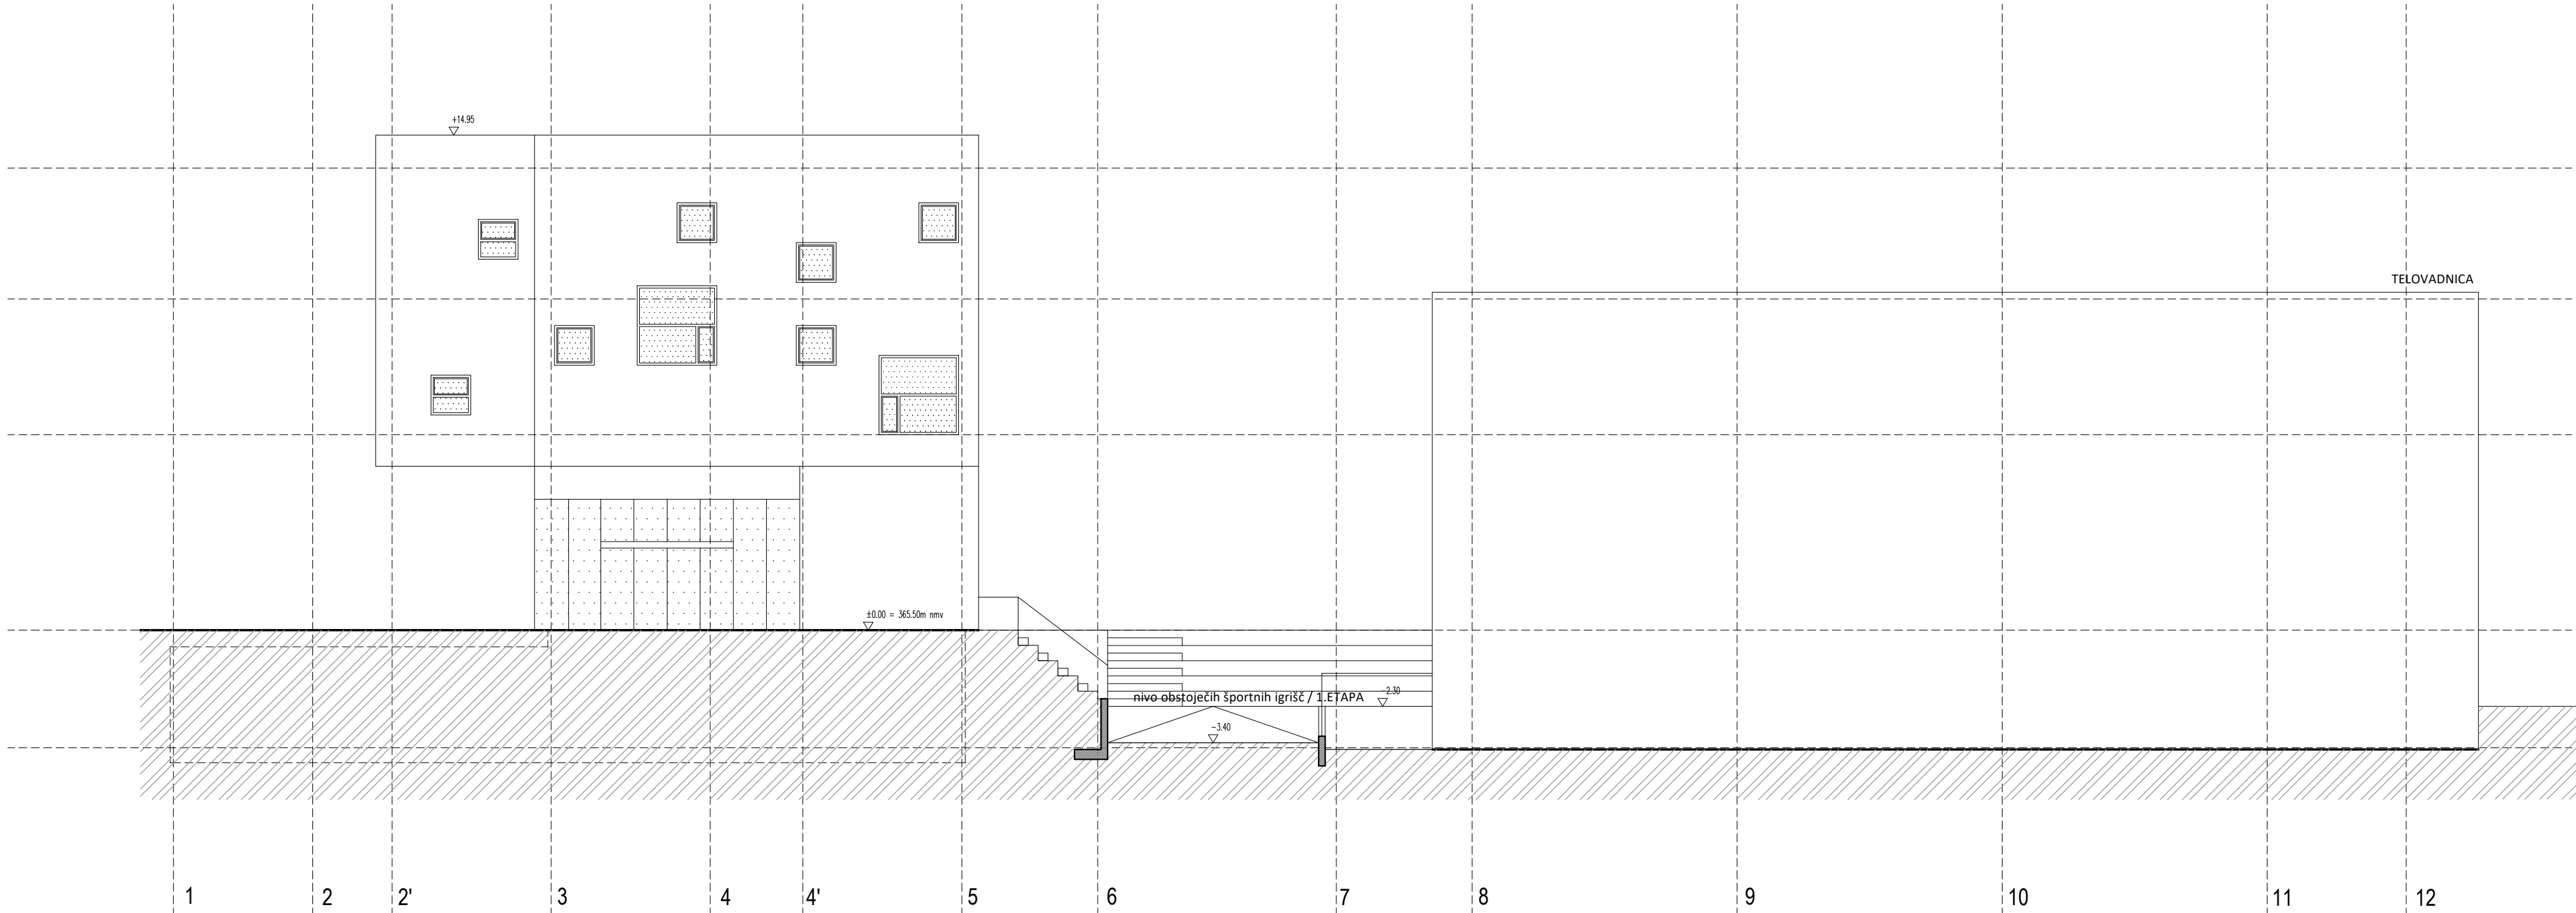 +14.95
TELOVADNICA
±0.00 = 365.50m nmv
nivo obstoječih športnih igrišč / 1.ETAPA
-2.30
-3.40
1 2 2' 3 4 4' 5 6 7 8 9 10 11 12